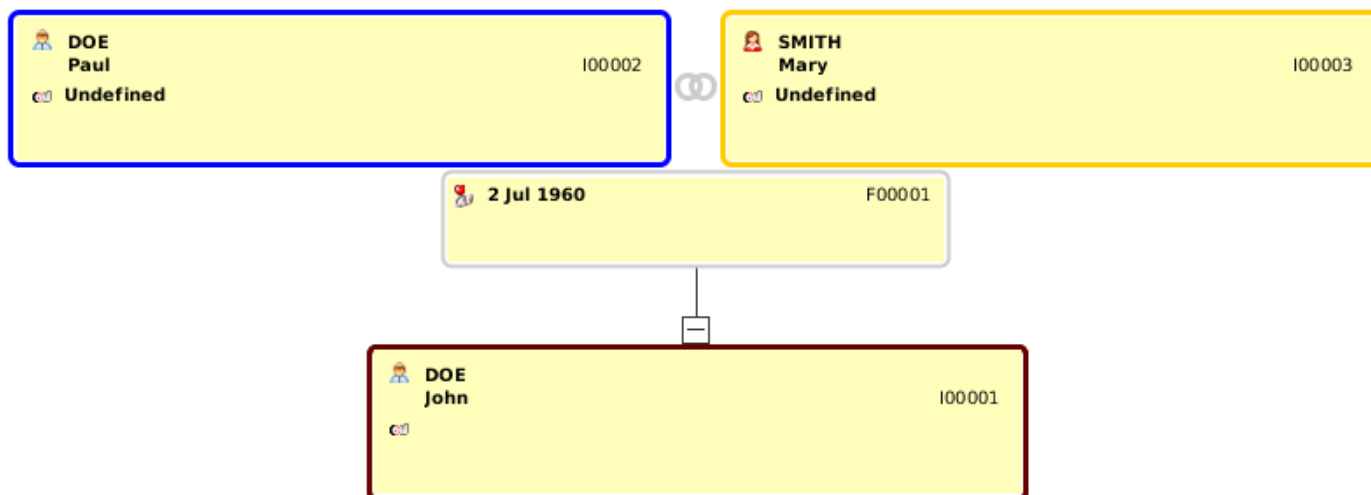 DOE
Paul I00002
Undefined
SMITH
Mary I00003
Undefined
2 Jul 1960 F00001
DOE
John I00001